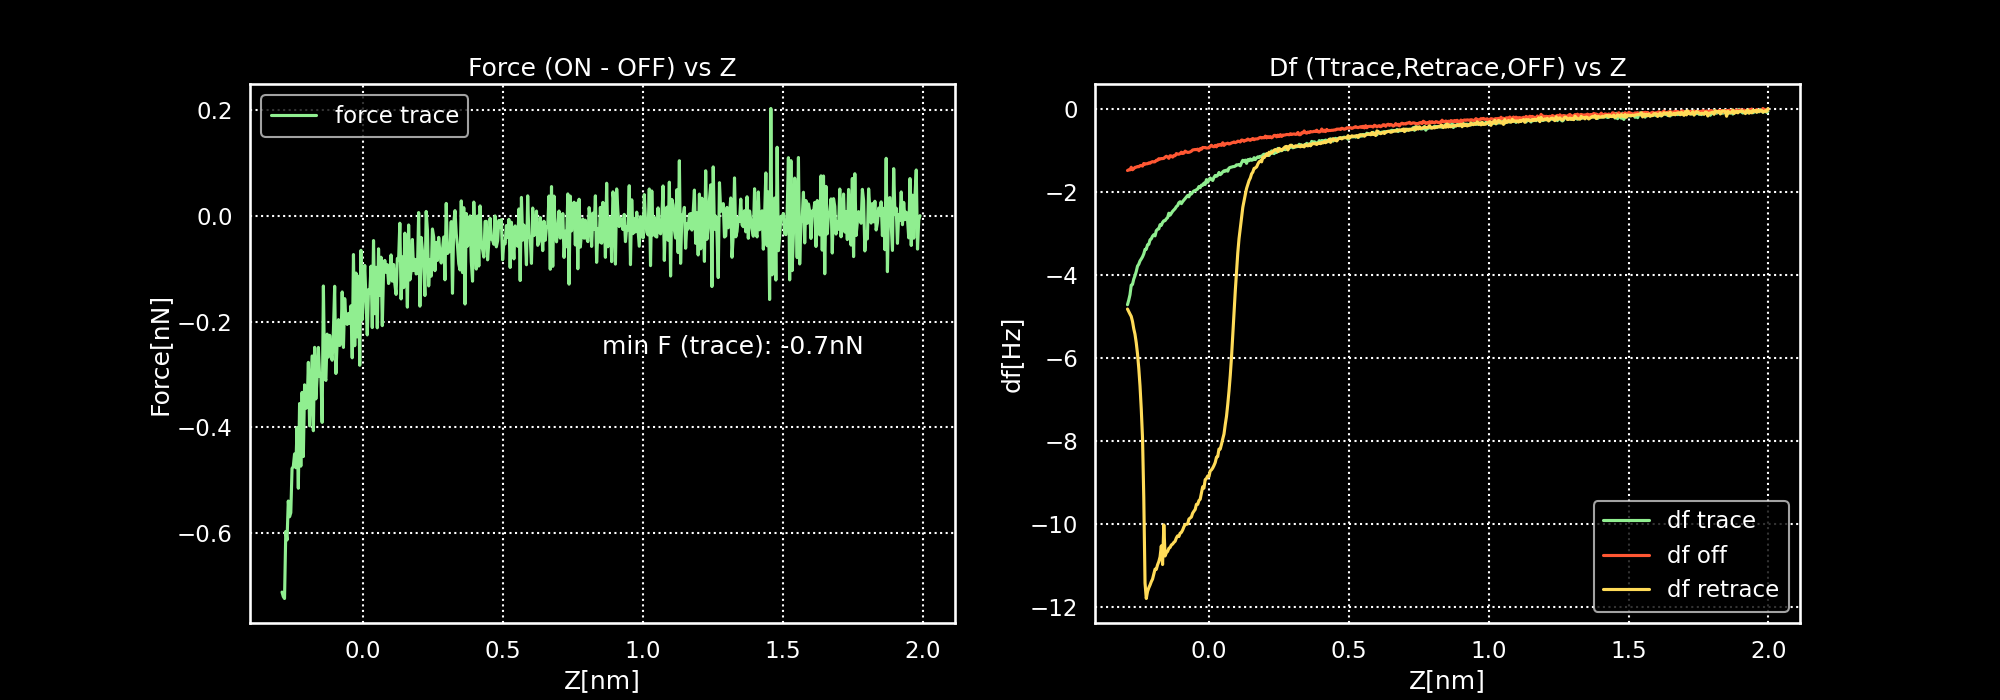 Force (ON - OFF) vs Z
force trace
min F (trace): -0.7nN
0.2
0.0
−0.2
−0.4
−0.6
Force[nN]
0.0 0.5 1.0 1.5 2.0
Z[nm]
Df (Ttrace,Retrace,OFF) vs Z
0
−2
−4
−6
−8
−10
−12
df[Hz]
df trace
df off
df retrace
0.0 0.5 1.0 1.5 2.0
Z[nm]